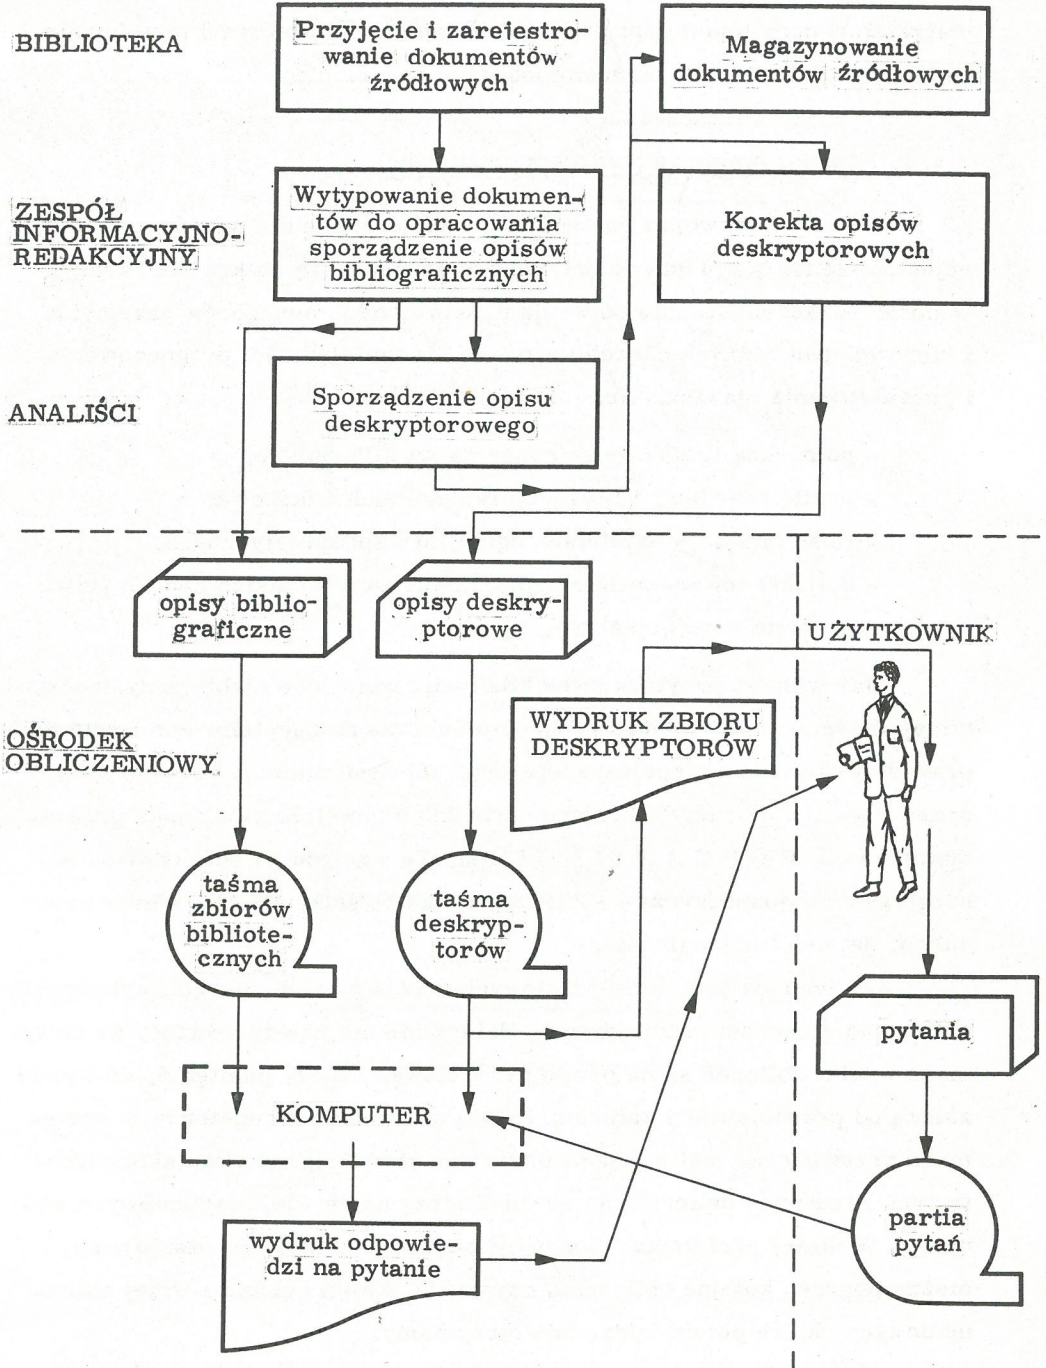 BIBLIOTEKA
Przyjęcie i zarejestro-
wanie dokumentów
źródłowych
Magazynowanie
dokumentów źródłowych
ZESPÓŁ
INFORMACYJNO-
REDAKCYJNY
Wytypowanie dokumen-
tów do opracowania
sporządzenie opisów
bibliograficznych
Korekta opisów
deskryptorowych
ANALIŚCI
Sporządzenie opisu
deskryptorowego
opisy biblio-
graficzne
opisy deskry-
ptorowe
UŻYTKOWNIK
OŚRODEK
OBLICZENIOWY
WYDRUK ZBIORU
DESKRYPTORÓW
taśma
zbiorów
bibliote-
cznych
taśma
deskryp-
torów
pytania
KOMPUTER
wydruk odpowie-
dzi na pytanie
partia
pytań